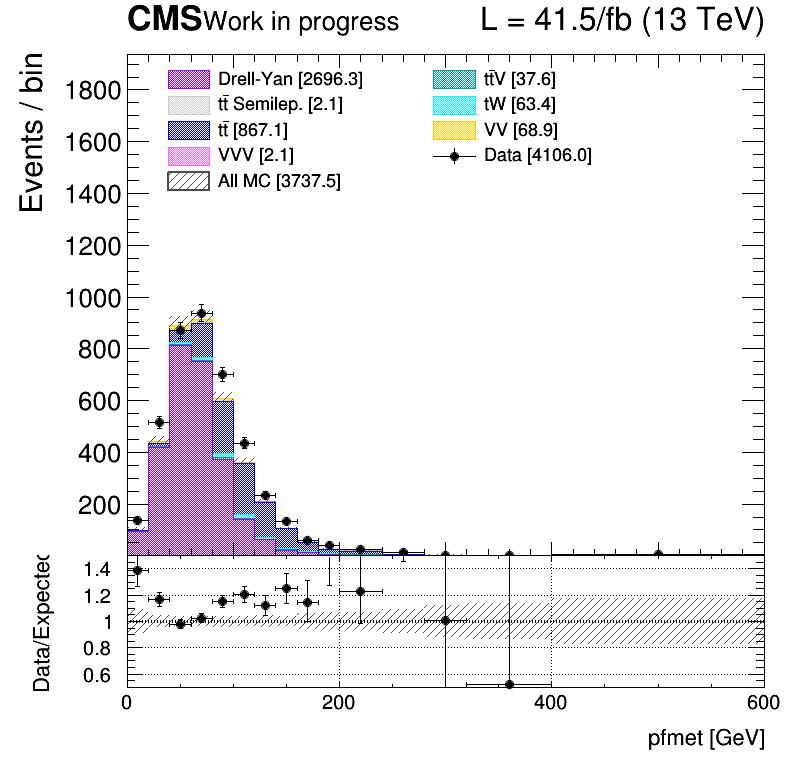 CMS Work in progress L = 41.5/fb (13 TeV)
Events / bin
1800
1600
1400
1200
1000
800
600
400
200
Drell-Yan [2696.3]
tt̄ Semilep. [2.1]
tt̄ [867.1]
VVV [2.1]
All MC [3737.5]
tt̄V [37.6]
tW [63.4]
VV [68.9]
Data [4106.0]
Data/Expected
1.4
1.2
1
0.8
0.6
0 200 400 600
pfmet [GeV]